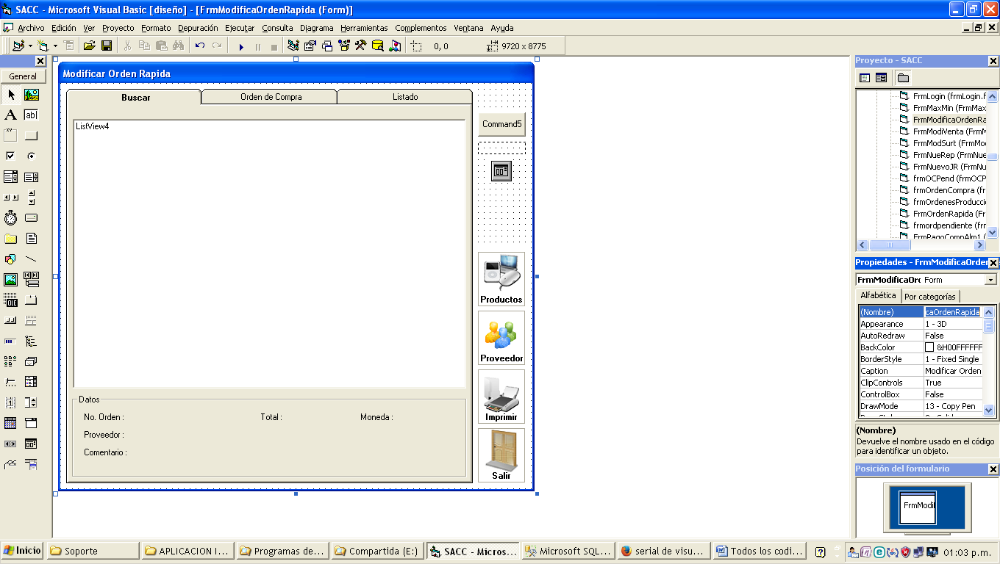 SACC - Microsoft Visual Basic [diseño] - [FrmModificaOrdenRapida (Form)]
Archivo Edición Ver Proyecto Formato Depuración Ejecutar Consulta Diagrama Herramientas Complementos Ventana Ayuda
0, 0 9720 x 8775
General
A
ab|
xy
OLE
Modificar Orden Rapida
Buscar Orden de Compra Listado
ListView4
Command5
Productos
Proveedor
Imprimir
Salir
Datos
No. Orden : Total : Moneda :
Proveedor :
Comentario :
Proyecto - SACC
FrmLogin (frmLogin.f
FrmMaxMin (FrmMax
FrmModificaOrdenRa
FrmModiVenta (FrmM
FrmModSurt (FrmMod
FrmNueRep (FrmNue
FrmNuevoJR (FrmNu
frmOCPend (frmOCP
frmOrdenCompra (fr
frmOrdenesProducci
FrmOrdenRapida (Fr
frmordpendiente (frm
FrmPagoCompAlm1 (
Propiedades - FrmModificaOrden
FrmModificaOrc Form
Alfabética Por categorías
(Nombre) caOrdenRapida
Appearance 1 - 3D
AutoRedraw False
BackColor &H00FFFFFF
BorderStyle 1 - Fixed Single
Caption Modificar Orden
ClipControls True
ControlBox False
DrawMode 13 - Copy Pen
(Nombre)
Devuelve el nombre usado en el código
para identificar un objeto.
Posición del formulario
FrmModif
Inicio Soporte APLICACION I... Programas de... Compartida (E:) SACC - Micros... Microsoft SQL... serial de visu... Todos los codi... 01:03 p.m.